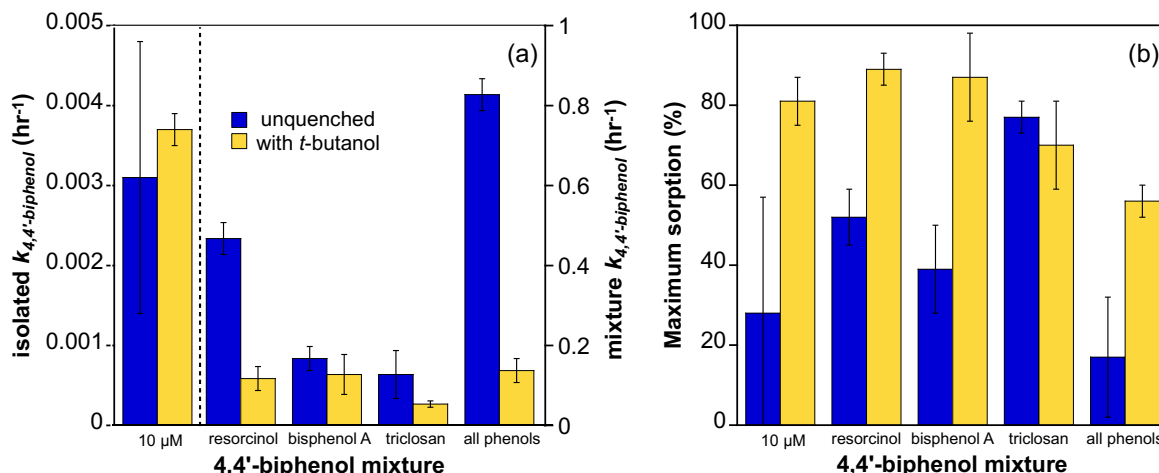 (a)
isolated k4,4'-biphenol (hr-1)
0.005
0.004
0.003
0.002
0.001
0
unquenched
with t-butanol
1
0.8
0.6
0.4
0.2
0
mixture k4,4'-biphenol (hr-1)
10 µM
resorcinol
bisphenol A
triclosan
all phenols
4,4'-biphenol mixture
(b)
Maximum sorption (%)
100
80
60
40
20
0
10 µM
resorcinol
bisphenol A
triclosan
all phenols
4,4'-biphenol mixture